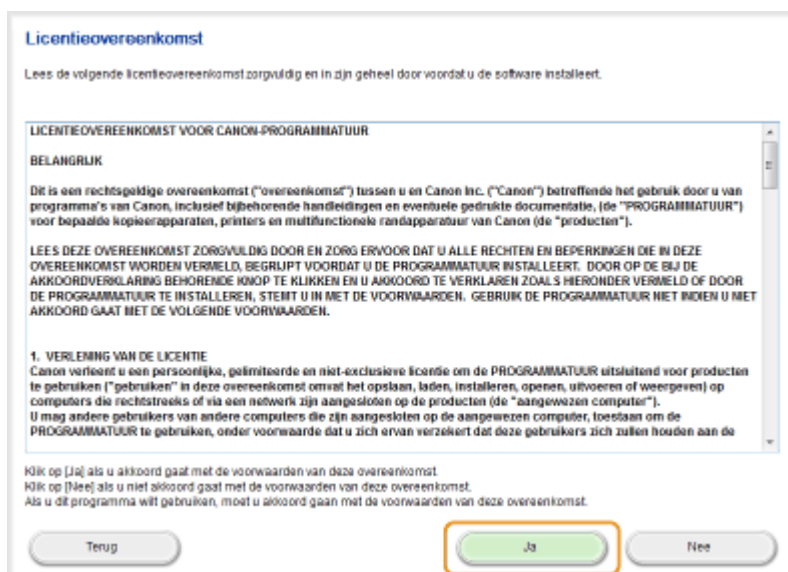 Licentieovereenkomst
Lees de volgende licentieovereenkomst zorgvuldig en in zijn geheel door voordat u de software installeert.
LICENTIEOVEREENKOMST VOOR CANON-PROGRAMMATUUR
BELANGRIJK
Dit is een rechtsgeldige overeenkomst ("overeenkomst") tussen u en Canon Inc. ("Canon") betreffende het gebruik door u van
programma's van Canon, inclusief bijbehorende handleidingen en eventuele gedrukte documentatie, (de "PROGRAMMATUUR")
voor bepaalde kopieerapparaten, printers en multifunctionele randapparatuur van Canon (de "producten").
LEES DEZE OVEREENKOMST ZORGVULDIG DOOR EN ZORG ERVOOR DAT U ALLE RECHTEN EN BEPERKINGEN DIE IN DEZE
OVEREENKOMST WORDEN VERMELD, BEGRIJPT VOORDAT U DE PROGRAMMATUUR INSTALLEERT. DOOR OP DE BIJ DE
AKKOORDVERKLARING BEHORENDE KNOP TE KLIKKEN EN U AKKOORD TE VERKLAREN ZOALS HIERONDER VERMELD OF DOOR
DE PROGRAMMATUUR TE INSTALLEREN, STEMT U IN MET DE VOORWAARDEN. GEBRUIK DE PROGRAMMATUUR NIET INDIEN U NIET
AKKOORD GAAT MET DE VOLGENDE VOORWAARDEN.
1. VERLENING VAN DE LICENTIE
Canon verleent u een persoonlijke, gelimiteerde en niet-exclusieve licentie om de PROGRAMMATUUR uitsluitend voor producten
te gebruiken ("gebruiken" in deze overeenkomst omvat het opslaan, laden, installeren, openen, uitvoeren of weergeven) op
computers die rechtstreeks of via een netwerk zijn aangesloten op de producten (de "aangewezen computer").
U mag andere gebruikers van andere computers die zijn aangesloten op de aangewezen computer, toestaan om de
PROGRAMMATUUR te gebruiken, onder voorwaarde dat u zich ervan verzekert dat deze gebruikers zich zullen houden aan de
Klik op [Ja] als u akkoord gaat met de voorwaarden van deze overeenkomst.
Klik op [Nee] als u niet akkoord gaat met de voorwaarden van deze overeenkomst.
Als u dit programma wilt gebruiken, moet u akkoord gaan met de voorwaarden van deze overeenkomst.
Terug
Ja
Nee